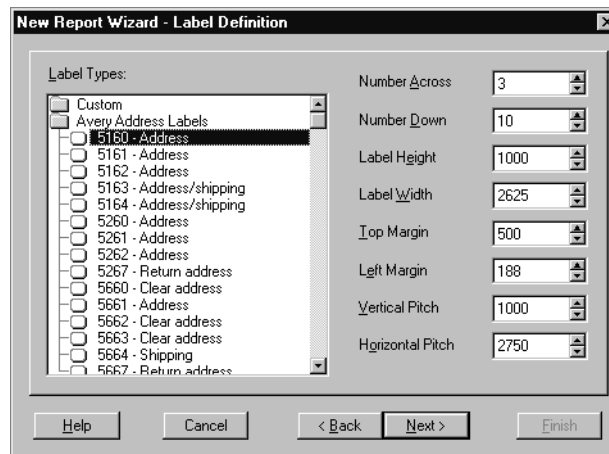 New Report Wizard - Label Definition
Label Types:
Custom
Avery Address Labels
5160 - Address
5161 - Address
5162 - Address
5163 - Address/shipping
5164 - Address/shipping
5260 - Address
5261 - Address
5262 - Address
5267 - Return address
5660 - Clear address
5661 - Address
5662 - Clear address
5663 - Clear address
5664 - Shipping
5667 - Return address
Number Across 3
Number Down 10
Label Height 1000
Label Width 2625
Top Margin 500
Left Margin 188
Vertical Pitch 1000
Horizontal Pitch 2750
Help Cancel < Back Next > Finish